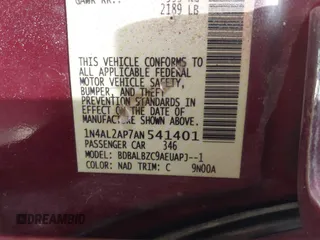 2189 LB
THIS VEHICLE CONFORMS TO
ALL APPLICABLE FEDERAL
MOTOR VEHICLE SAFETY,
BUMPER, AND THEFT
PREVENTION STANDARDS IN
EFFECT ON THE DATE OF
MANUFACTURE SHOWN ABOVE.
1N4AL2AP7AN541401
PASSENGER CAR 346
MODEL: BDBALBZC9AEUAPJ--1
COLOR: NAD TRIM: C 9N00A
DREAMBID